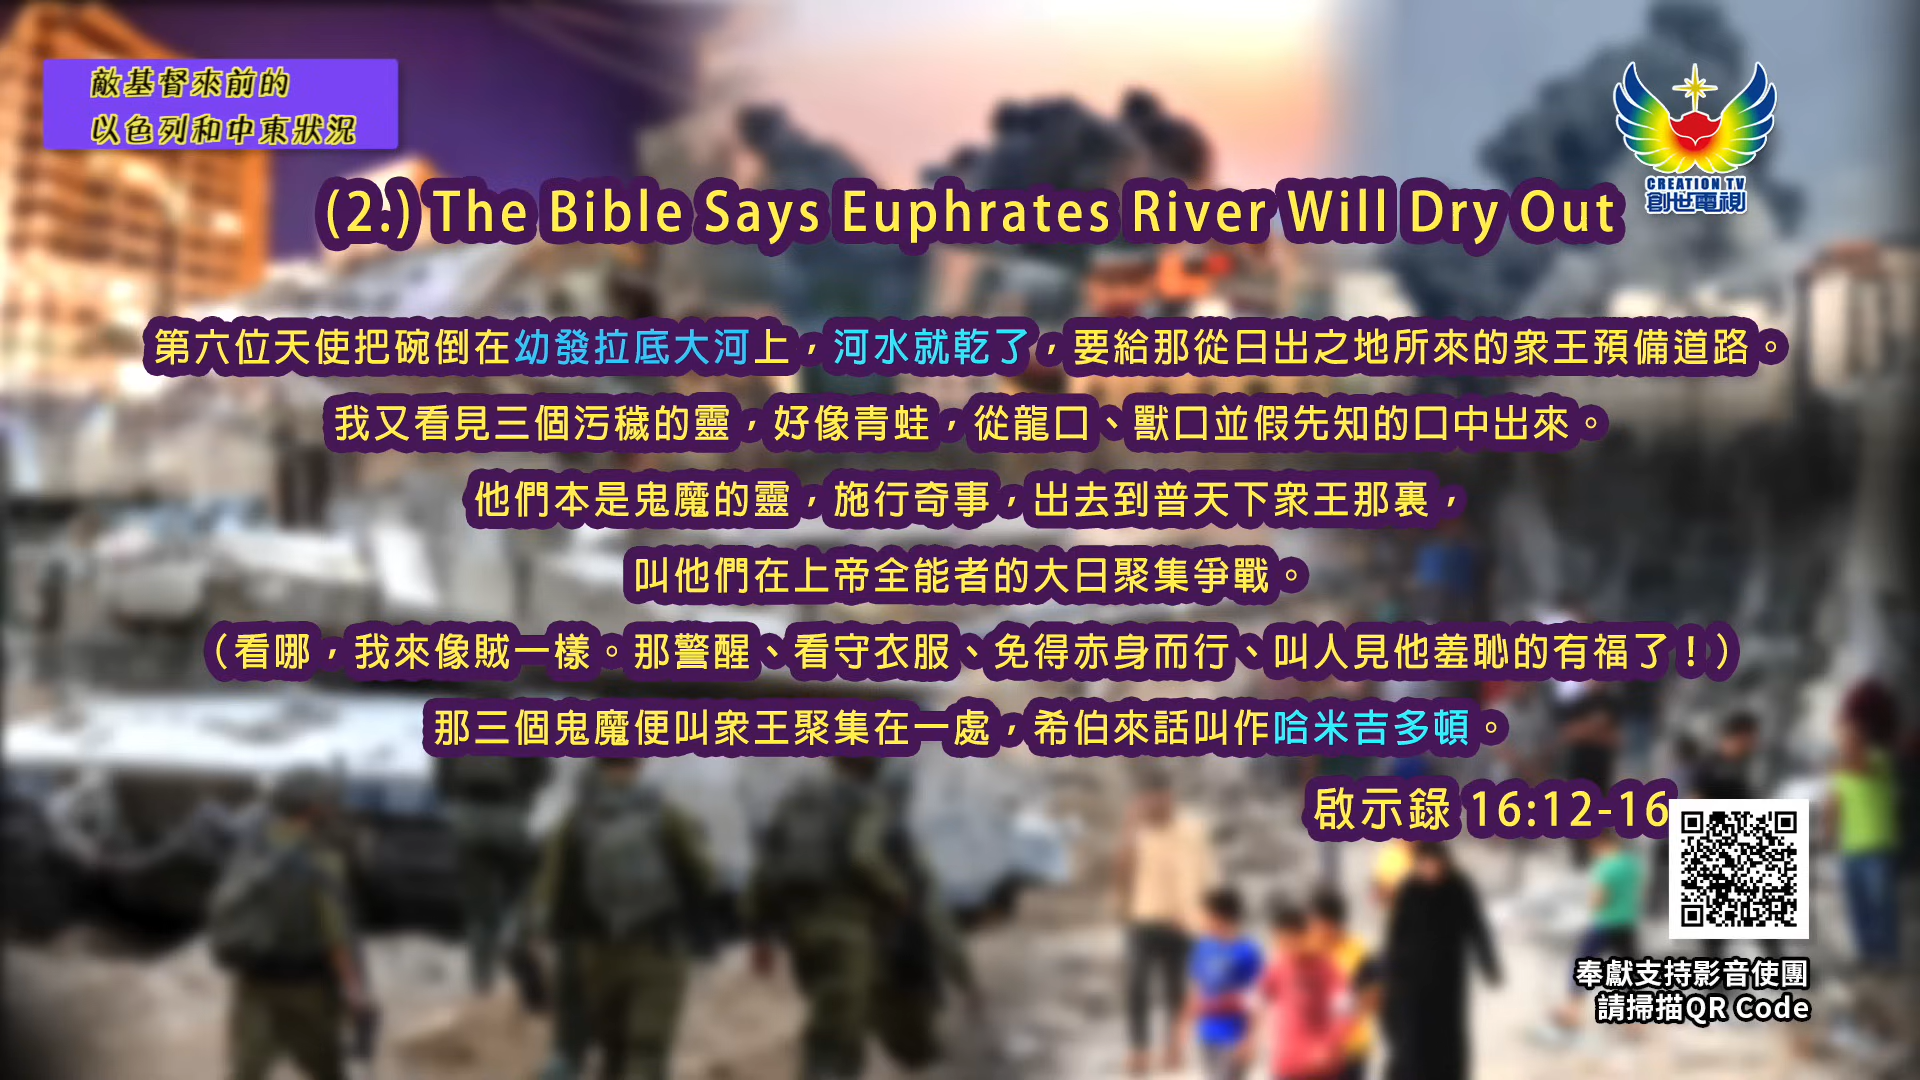 敵基督來前的
以色列和中東狀況
CREATION TV
創世電視
(2.) The Bible Says Euphrates River Will Dry Out
第六位天使把碗倒在幼發拉底大河上，河水就乾了，要給那從日出之地所來的眾王預備道路。
我又看見三個污穢的靈，好像青蛙，從龍口、獸口並假先知的口中出來。
他們本是鬼魔的靈，施行奇事，出去到普天下眾王那裏，
叫他們在上帝全能者的大日聚集爭戰。
（看哪，我來像賊一樣。那警醒、看守衣服、免得赤身而行、叫人見他羞恥的有福了！）
那三個鬼魔便叫眾王聚集在一處，希伯來話叫作哈米吉多頓。
啟示錄 16:12-16
奉獻支持影音使團
請掃描QR Code